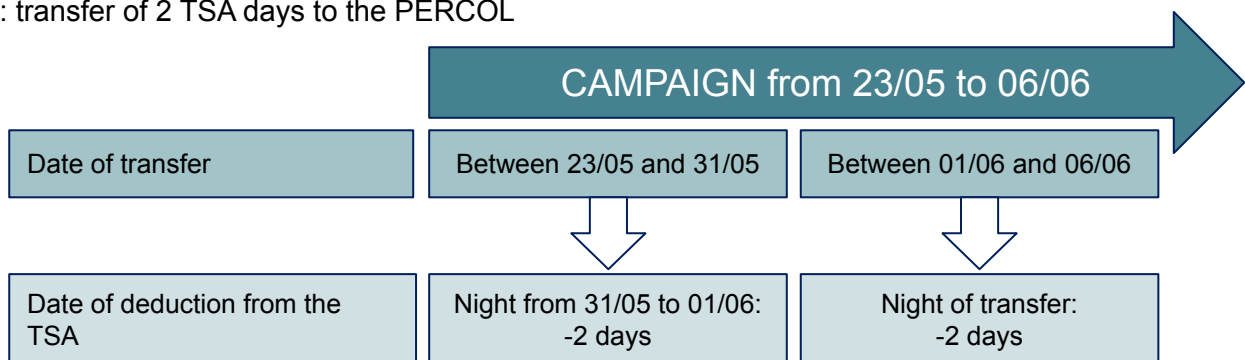 : transfer of 2 TSA days to the PERCOL
CAMPAIGN from 23/05 to 06/06
Date of transfer
Between 23/05 and 31/05
Between 01/06 and 06/06
Date of deduction from the
TSA
Night from 31/05 to 01/06:
-2 days
Night of transfer:
-2 days